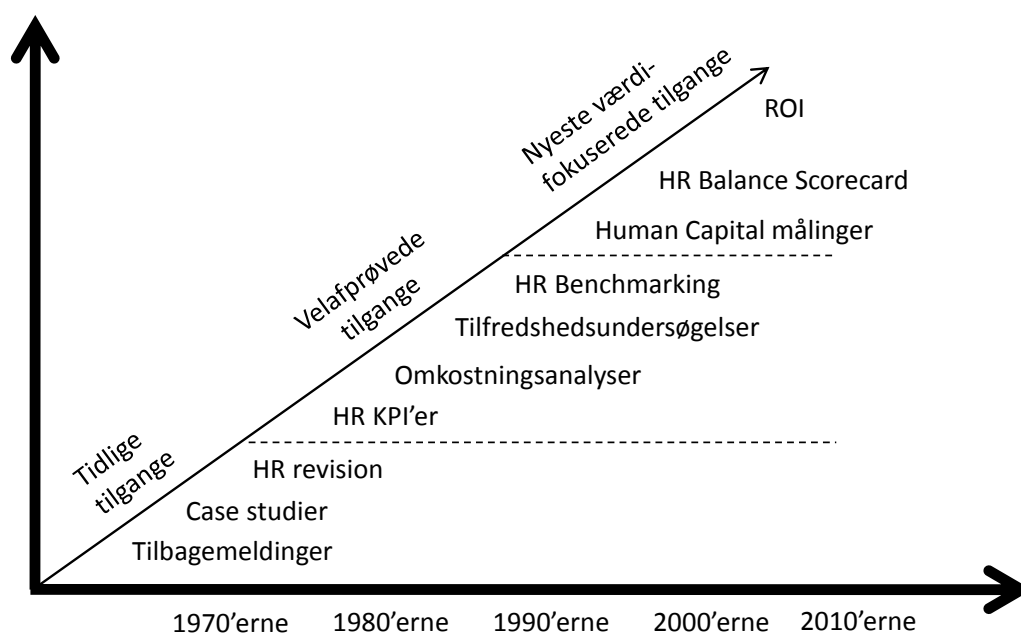 Nyeste værdi-
fokuserede tilgange
ROI
HR Balance Scorecard
Human Capital målinger
Velafprøvede
tilgange
HR Benchmarking
Tilfredshedsundersøgelser
Omkostningsanalyser
HR KPI’er
Tidlige
tilgange
HR revision
Case studier
Tilbagemeldinger
1970’erne 1980’erne 1990’erne 2000’erne 2010’erne